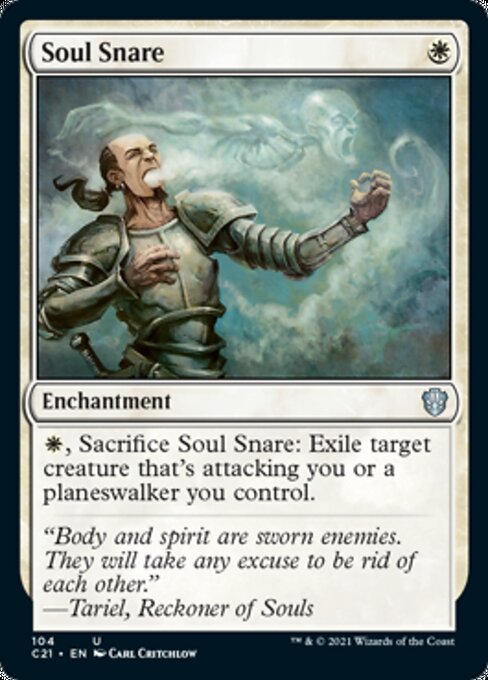 Soul Snare
Enchantment
, Sacrifice Soul Snare: Exile target
creature that's attacking you or a
planeswalker you control.
“Body and spirit are sworn enemies.
They will take any excuse to be rid of
each other.”
—Tariel, Reckoner of Souls
104 U
C21 • EN Carl Critchlow
™ & © 2021 Wizards of the Coast